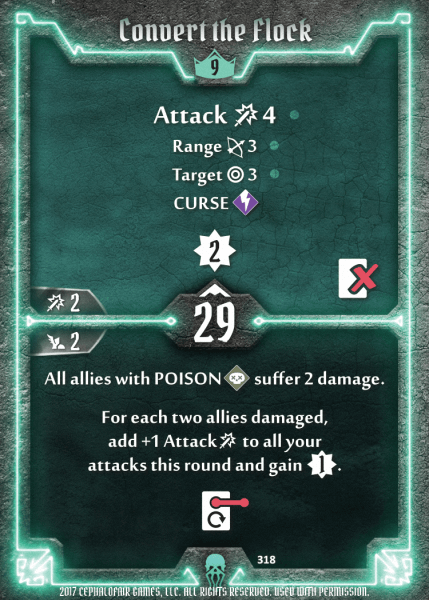 Convert the Flock
9
Attack 4
Range 3
Target 3
CURSE
2
2
29
2
All allies with POISON suffer 2 damage.
For each two allies damaged,
add +1 Attack to all your
attacks this round and gain 1.
318
2017 CEPHALOFAIR GAMES, LLC. ALL RIGHTS RESERVED. USED WITH PERMISSION.